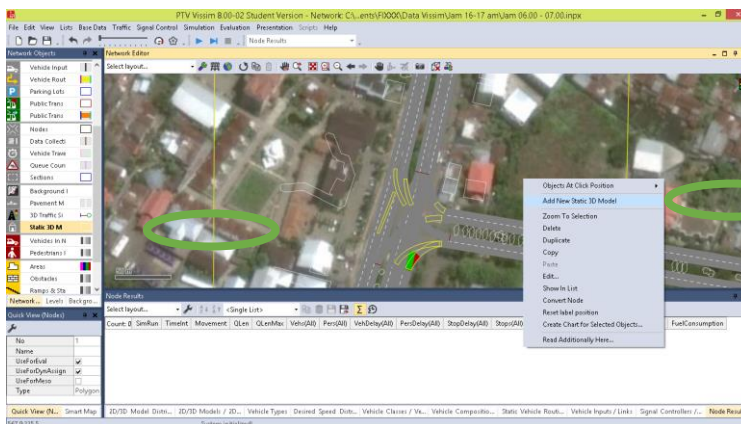 PTV Vissim 8.00-02 Student Version - Network: C:\...ents\FIXXX\Data Vissim\Jam 16-17 am\Jam 06.00 - 07.00.inpx
File Edit View Lists Base Data Traffic Signal Control Simulation Evaluation Presentation Scripts Help
Node Results
Network Objects
Network Editor
Select layout...
Vehicle Input
Vehicle Rout
Parking Lots
Public Trans
Public Trans
Nodes
Data Collecti
Vehicle Trave
Queue Coun
Sections
Background I
Pavement M
3D Traffic Si
Static 3D M
Vehicles In N
Pedestrians I
Areas
Obstacles
Ramps & Sta
Network... Levels Backgro...
Objects At Click Position
Add New Static 3D Model
Zoom To Selection
Delete
Duplicate
Copy
Paste
Edit...
Show In List
Convert Node
Reset label position
Create Chart for Selected Objects...
Read Additionally Here...
Node Results
Select layout... <Single List>
Count: 0 SimRun TimeInt Movement QLen QLenMax Vehs(All) Pers(All) VehDelay(All) PersDelay(All) StopDelay(All) Stops(All) FuelConsumption
Quick View (Nodes)
No 1
Name
UseForEval
UseForDynAssign
UseForMeso
Type Polygon
Quick View (N... Smart Map
2D/3D Model Distri... 2D/3D Models / 2D... Vehicle Types Desired Speed Distr... Vehicle Classes / Ve... Vehicle Compositio... Static Vehicle Routi... Vehicle Inputs / Links Signal Controllers /... Node Resul